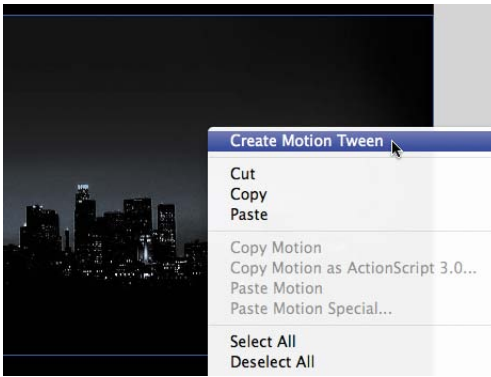 Create Motion Tween
Cut
Copy
Paste
Copy Motion
Copy Motion as ActionScript 3.0...
Paste Motion
Paste Motion Special...
Select All
Deselect All